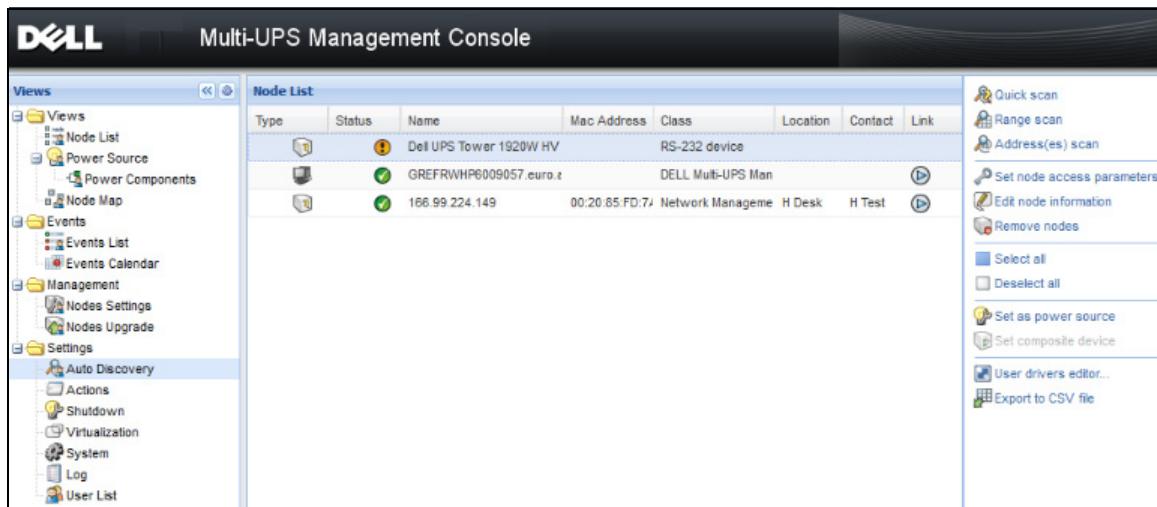 DELL Multi-UPS Management Console
Views
Views
Node List
Power Source
Power Components
Node Map
Events
Events List
Events Calendar
Management
Nodes Settings
Nodes Upgrade
Settings
Auto Discovery
Actions
Shutdown
Virtualization
System
Log
User List
Node List
Type Status Name Mac Address Class Location Contact Link
Dell UPS Tower 1920W HV RS-232 device
GREFRWHP6009057.euro. DELL Multi-UPS Man
166.99.224.149 00:20:85:FD:7 Network Manageme H Desk H Test
Quick scan
Range scan
Address(es) scan
Set node access parameters
Edit node information
Remove nodes
Select all
Deselect all
Set as power source
Set composite device
User drivers editor...
Export to CSV file